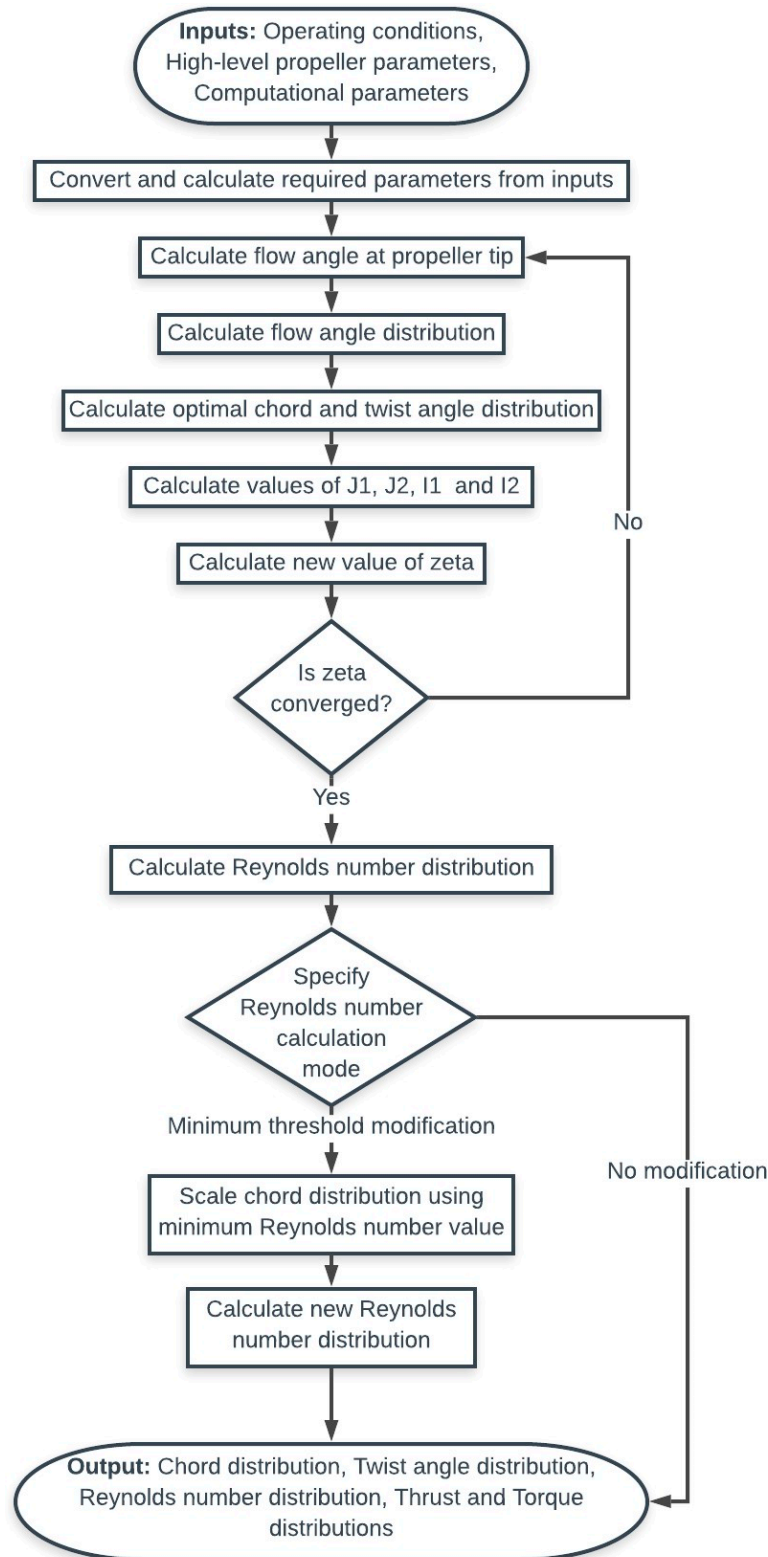 Inputs: Operating conditions,
High-level propeller parameters,
Computational parameters
Convert and calculate required parameters from inputs
Calculate flow angle at propeller tip
Calculate flow angle distribution
Calculate optimal chord and twist angle distribution
Calculate values of J1, J2, I1 and I2
No
Calculate new value of zeta
Is zeta
converged?
Yes
Calculate Reynolds number distribution
Specify
Reynolds number
calculation
mode
Minimum threshold modification
No modification
Scale chord distribution using
minimum Reynolds number value
Calculate new Reynolds
number distribution
Output: Chord distribution, Twist angle distribution,
Reynolds number distribution, Thrust and Torque
distributions